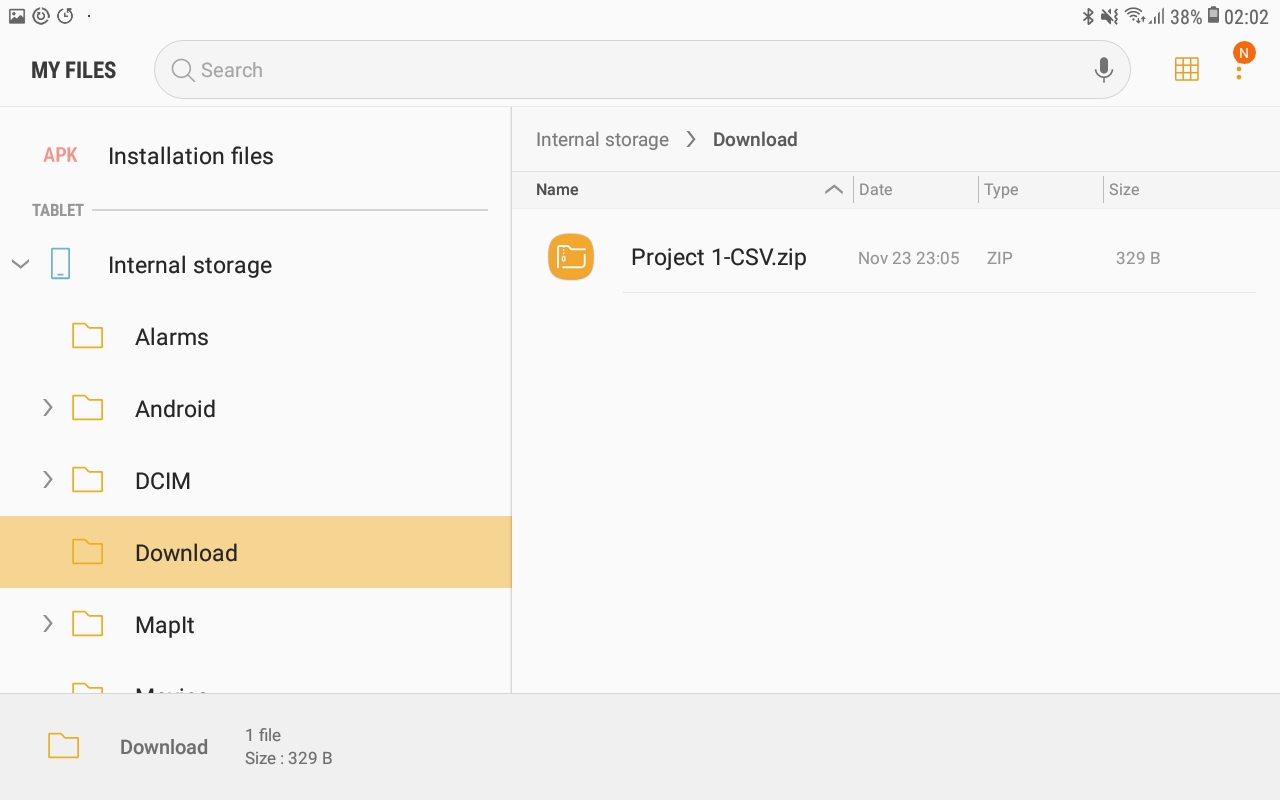 38% 02:02
MY FILES
Search
N
APK Installation files
TABLET
Internal storage
Alarms
Android
DCIM
Download
MapIt
Internal storage > Download
Name Date Type Size
Project 1-CSV.zip Nov 23 23:05 ZIP 329 B
Download
1 file
Size : 329 B